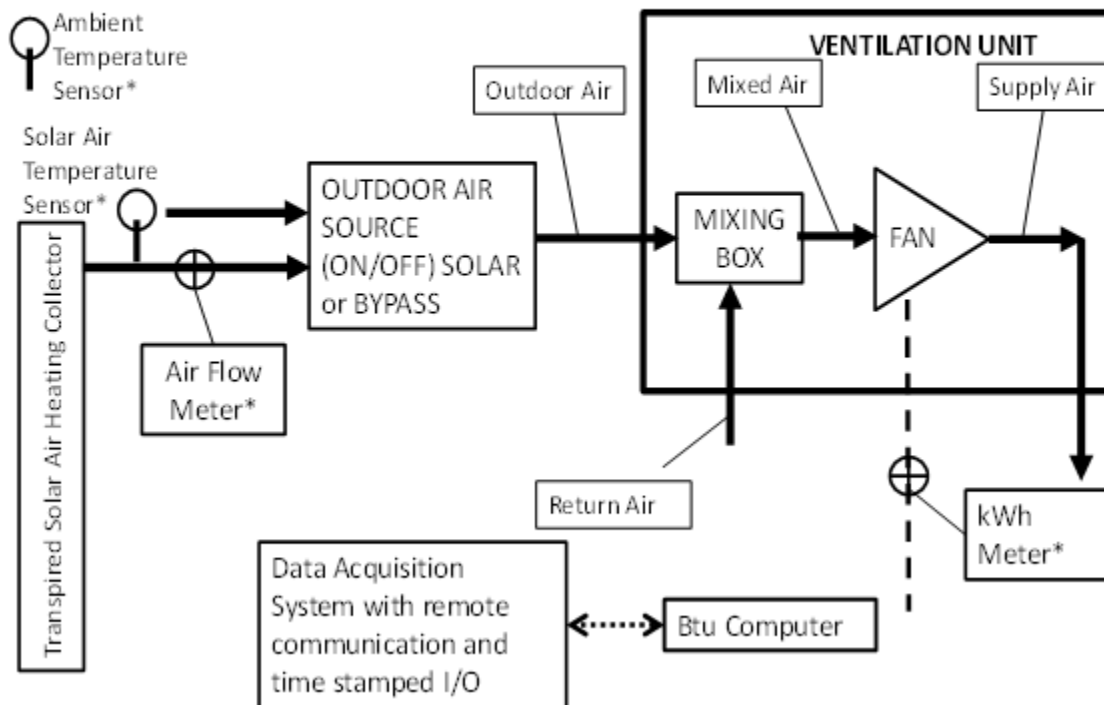 Ambient
Temperature
Sensor*
VENTILATION UNIT
Outdoor Air
Mixed Air
Supply Air
Solar Air
Temperature
Sensor*
OUTDOOR AIR
SOURCE
(ON/OFF) SOLAR
or BYPASS
MIXING
BOX
FAN
Transpired Solar Air Heating Collector
Air Flow
Meter*
Return Air
kWh
Meter*
Data Acquisition
System with remote
communication and
time stamped I/O
Btu Computer